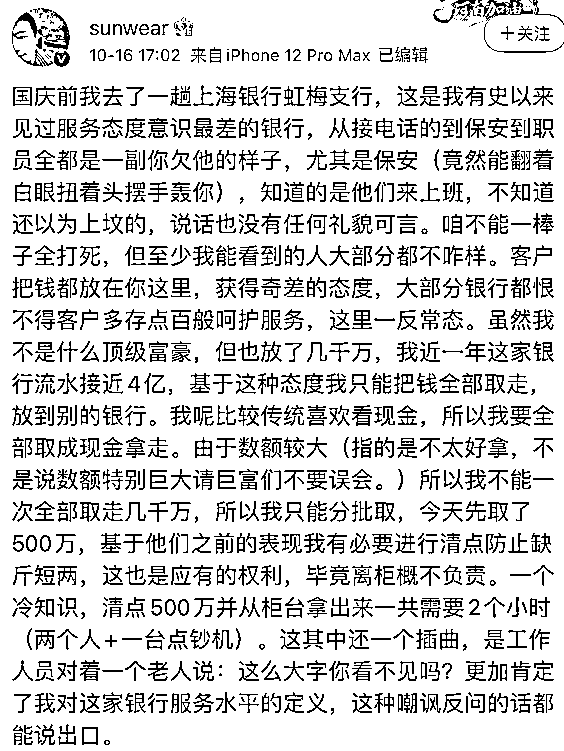 sunwear
+关注
10-16 17:02 来自iPhone 12 Pro Max 已编辑
国庆前我去了一趟上海银行虹梅支行，这是我有史以来
见过服务态度意识最差的银行，从接电话的到保安到职
员全都是一副你欠他的样子，尤其是保安（竟然能翻着
白眼扭着头摆手轰你），知道的是他们来上班，不知道
还以为上坟的，说话也没有任何礼貌可言。咱不能一棒
子全打死，但至少我能看到的人大部分都不咋样。客户
把钱都放在你这里，获得奇差的态度，大部分银行都恨
不得客户多存点百般呵护服务，这里一反常态。虽然我
不是什么顶级富豪，但也放了几千万，我近一年这家银
行流水接近4亿，基于这种态度我只能把钱全部取走，
放到别的银行。我呢比较传统喜欢看现金，所以我要全
部取成现金拿走。由于数额较大（指的是不太好拿，不
是说数额特别巨大请巨富们不要误会。）所以我不能一
次全部取走几千万，所以我只能分批取，今天先取了
500万，基于他们之前的表现我有必要进行清点防止缺
斤短两，这也是应有的权利，毕竟离柜概不负责。一个
冷知识，清点500万并从柜台拿出来一共需要2个小时
（两个人+一台点钞机）。这其中还一个插曲，是工作
人员对着一个老人说：这么大字你看不见吗？更加肯定
了我对这家银行服务水平的定义，这种嘲讽反问的话都
能说出口。